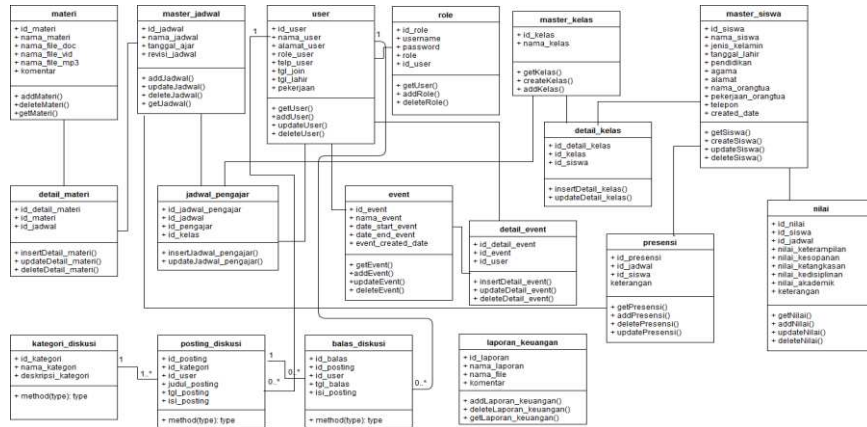 materi
+ id_materi
+ nama_materi
+ nama_file_doc
+ nama_file_vid
+ nama_file_mp3
+ komentar
+ addMateri()
+deleteMateri()
+getMateri()
master_jadwal
+ id_jadwal
+ nama_jadwal
+ tanggal_ajar
+ revisi_jadwal
+ addJadwal()
+ updateJadwal()
+ deleteJadwal()
+ getJadwal()
user
+ id_user
+ nama_user
+ alamat_user
+ role_user
+ telp_user
+ tgl_join
+ tgl_lahir
+ pekerjaan
+ getUser()
+addUser()
+ updateUser()
+ deleteUser()
1
1
role
+ id_role
+ username
+ password
+ role
+ id_user
+ getUser()
+ addRole()
+ deleteRole()
master_kelas
+ id_kelas
+ nama_kelas
+ getKelas()
+ createKelas()
+ addKelas()
master_siswa
+ id_siswa
+ nama_siswa
+ jenis_kelamin
+ tanggal_lahir
+ pendidikan
+ agama
+ alamat
+ nama_orangtua
+ pekerjaan_orangtua
+ telepon
+ created_date
+ getSiswa()
+ createSiswa()
+ updateSiswa()
+ deleteSiswa()
detail_kelas
+ id_detail_kelas
+ id_kelas
+ id_siswa
+ insertDetail_kelas()
+ updateDetail_kelas()
detail_materi
+ id_detail_materi
+ id_materi
+ id_jadwal
+ insertDetail_materi()
+ updateDetail_materi()
+ deleteDetail_materi()
jadwal_pengajar
+ id_jadwal_pengajar
+ id_jadwal
+ id_pengajar
+ id_kelas
+ insertJadwal_pengajar()
+ updateJadwal_pengajar()
event
+ id_event
+ nama_event
+ date_start_event
+ date_end_event
+ event_created_date
+ getEvent()
+addEvent()
+ updateEvent()
+ deleteEvent()
detail_event
+ id_detail_event
+ id_event
+ id_user
+ insertDetail_event()
+ updateDetail_event()
+ deleteDetail_event()
presensi
+ id_presensi
+ id_jadwal
+ id_siswa
keterangan
+ getPresensi()
+ addPresensi()
+ deletePresensi()
+ updatePresensi()
nilai
+ id_nilai
+ id_siswa
+ id_jadwal
+ nilai_keterampilan
+ nilai_kesopanan
+ nilai_ketangkasan
+ nilai_kedisiplinan
+ nilai_akademik
+ keterangan
+ getNilai()
+ addNilai()
+ updateNilai()
+ deleteNilai()
kategori_diskusi
+ id_kategori
+ nama_kategori
+ deskripsi_kategori
+ method(type): type
1
1..*
posting_diskusi
+ id_posting
+ id_kategori
+ id_user
+ judul_posting
+ tgl_posting
+ isi_posting
+ method(type): type
1
0..*
0..*
balas_diskusi
+ id_balas
+ id_posting
+ id_user
+ tgl_balas
+ isi_posting
+ method(type): type
0..*
laporan_keuangan
+ id_laporan
+ nama_laporan
+ nama_file
+ komentar
+ addLaporan_keuangan()
+ deleteLaporan_keuangan()
+ getLaporan_keuangan()